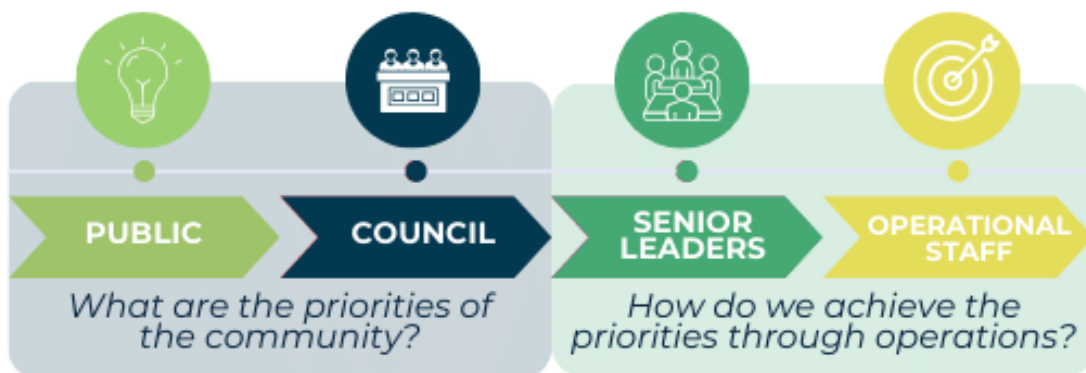 PUBLIC
COUNCIL
SENIOR
LEADERS
OPERATIONAL
STAFF
What are the priorities of
the community?
How do we achieve the
priorities through operations?